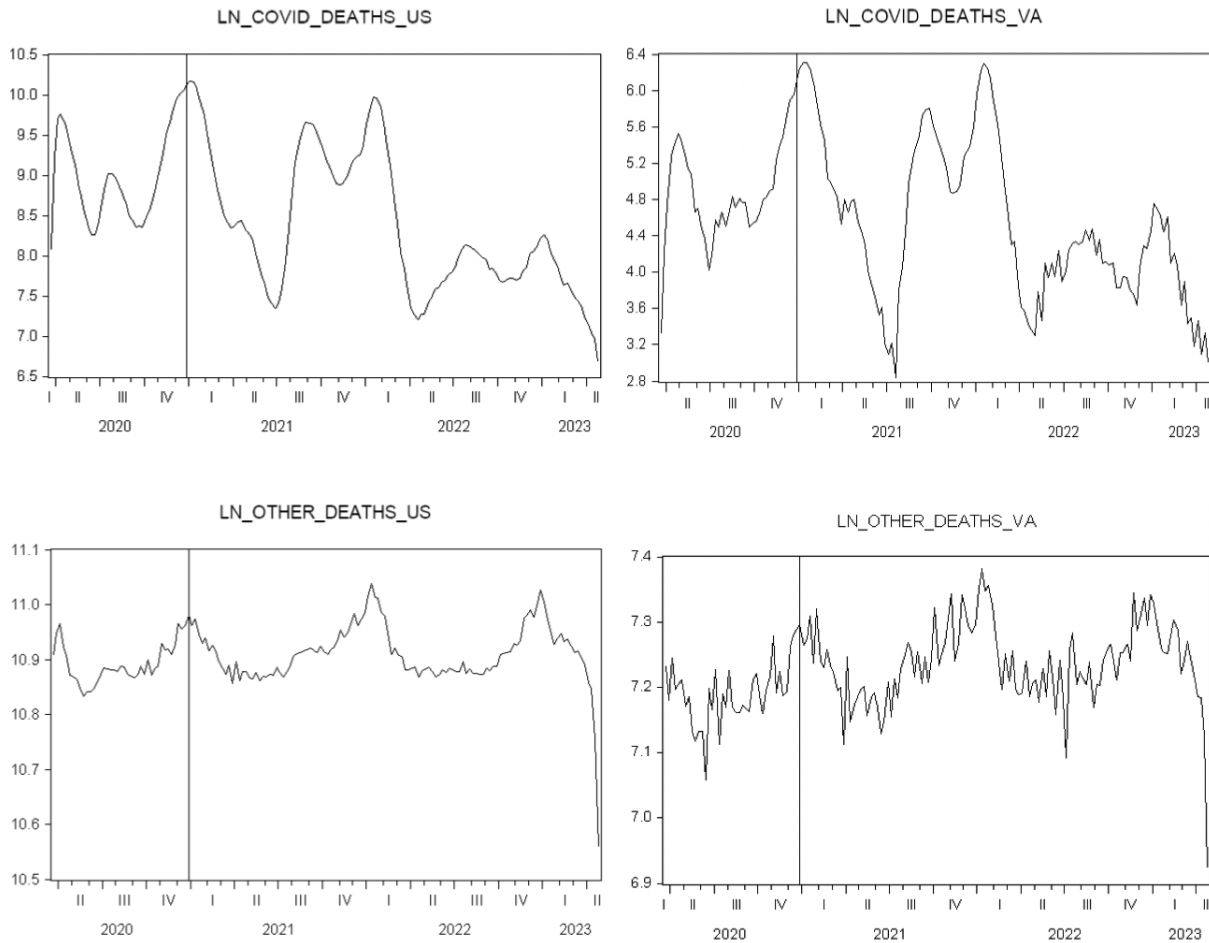 LN_COVID_DEATHS_US
10.5
10.0
9.5
9.0
8.5
8.0
7.5
7.0
6.5
I II III IV I II III IV I II III IV I II
2020 2021 2022 2023
LN_COVID_DEATHS_VA
6.4
6.0
5.6
5.2
4.8
4.4
4.0
3.6
3.2
2.8
II III IV I II III IV I II III IV I II
2020 2021 2022 2023
LN_OTHER_DEATHS_US
11.1
11.0
10.9
10.8
10.7
10.6
10.5
II III IV I II III IV I II III IV I II
2020 2021 2022 2023
LN_OTHER_DEATHS_VA
7.4
7.3
7.2
7.1
7.0
6.9
I II III IV I II III IV I II III IV I II
2020 2021 2022 2023